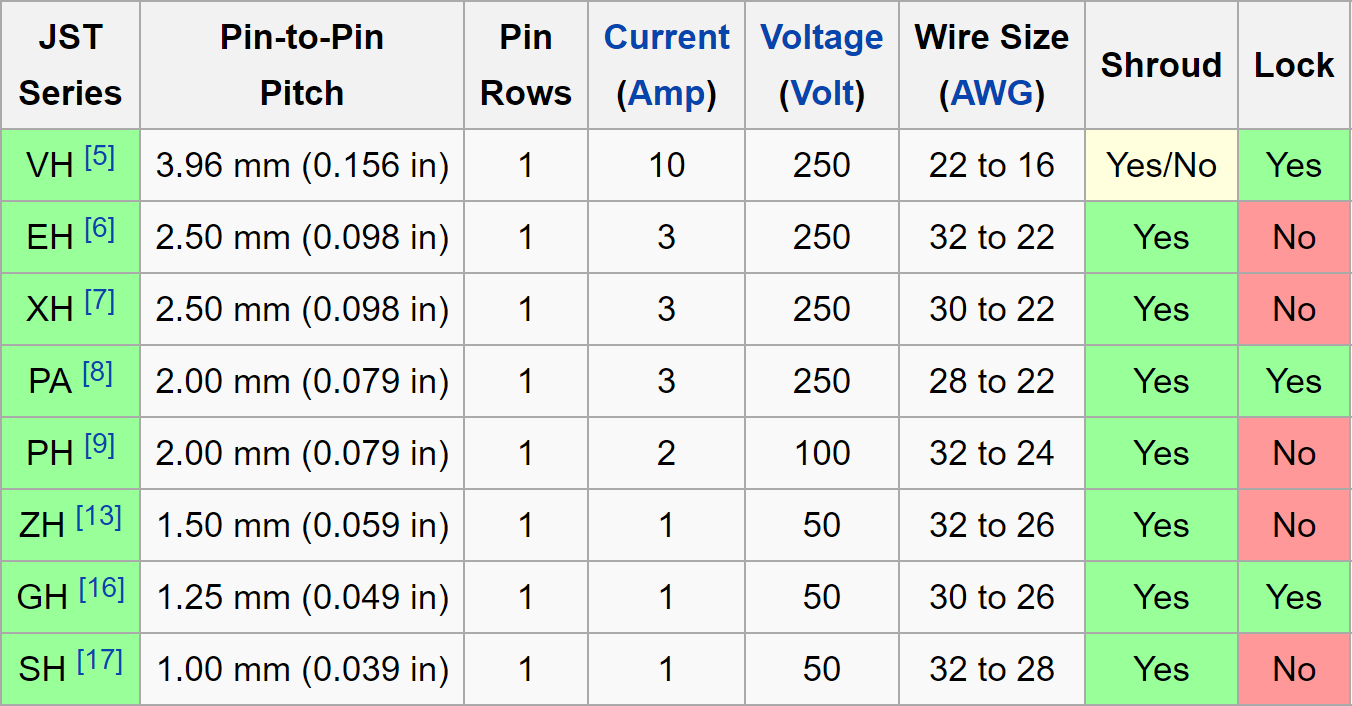 JST Series Pin-to-Pin Pitch Pin Rows Current (Amp) Voltage (Volt) Wire Size (AWG) Shroud Lock
VH [5] 3.96 mm (0.156 in) 1 10 250 22 to 16 Yes/No Yes
EH [6] 2.50 mm (0.098 in) 1 3 250 32 to 22 Yes No
XH [7] 2.50 mm (0.098 in) 1 3 250 30 to 22 Yes No
PA [8] 2.00 mm (0.079 in) 1 3 250 28 to 22 Yes Yes
PH [9] 2.00 mm (0.079 in) 1 2 100 32 to 24 Yes No
ZH [13] 1.50 mm (0.059 in) 1 1 50 32 to 26 Yes No
GH [16] 1.25 mm (0.049 in) 1 1 50 30 to 26 Yes Yes
SH [17] 1.00 mm (0.039 in) 1 1 50 32 to 28 Yes No